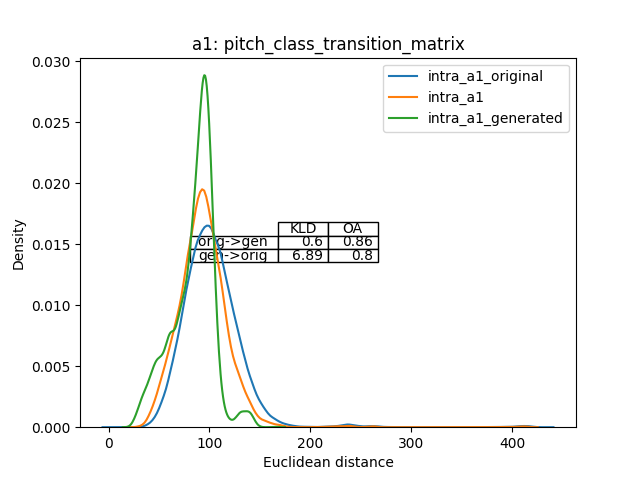 a1: pitch_class_transition_matrix
intra_a1_original
intra_a1
intra_a1_generated
KLD OA
orig->gen 0.6 0.86
gen->orig 6.89 0.8
Density
0.030
0.025
0.020
0.015
0.010
0.005
0.000
0 100 200 300 400
Euclidean distance